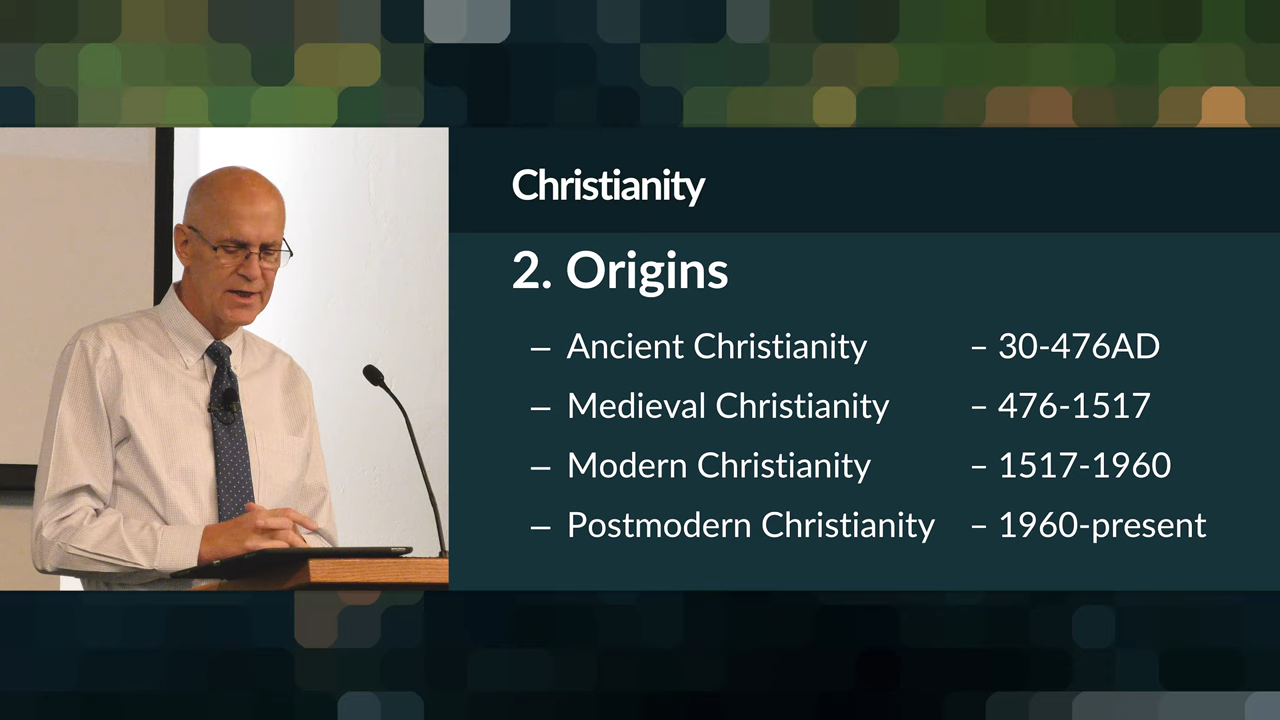 Christianity
2. Origins
– Ancient Christianity – 30-476AD
– Medieval Christianity – 476-1517
– Modern Christianity – 1517-1960
– Postmodern Christianity – 1960-present